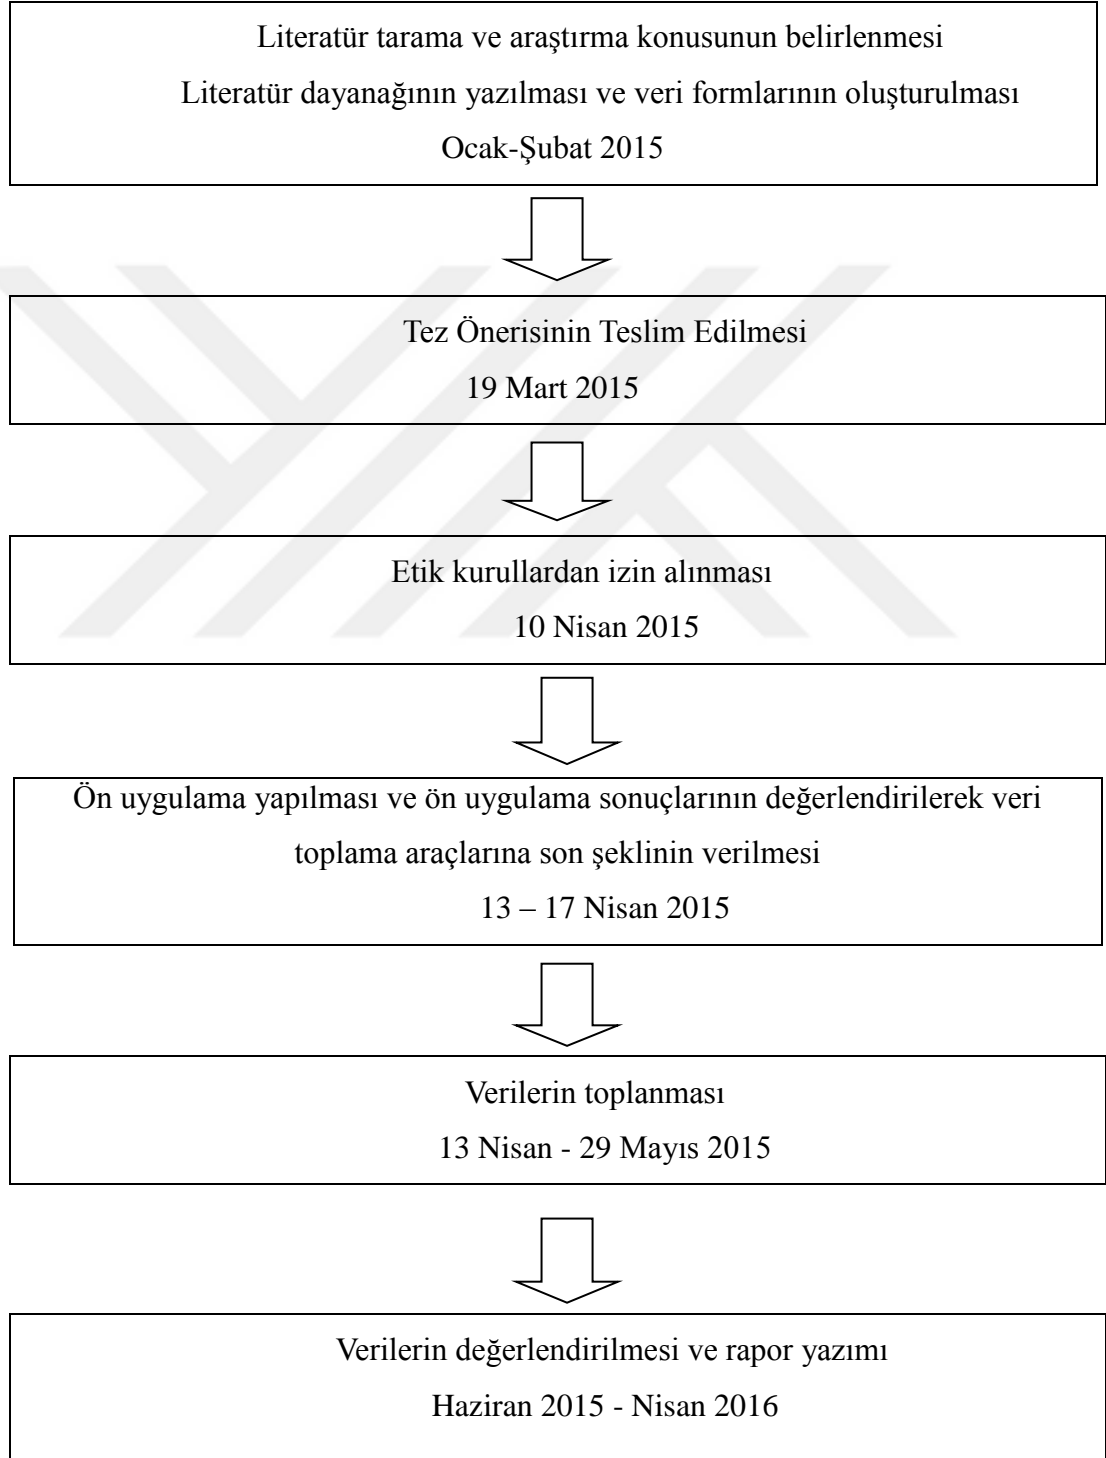 Literatür tarama ve araştırma konusunun belirlenmesi
Literatür dayanağının yazılması ve veri formlarının oluşturulması
Ocak-Şubat 2015
Tez Önerisinin Teslim Edilmesi
19 Mart 2015
Etik kurullardan izin alınması
10 Nisan 2015
Ön uygulama yapılması ve ön uygulama sonuçlarının değerlendirilerek veri
toplama araçlarına son şeklinin verilmesi
13 – 17 Nisan 2015
Verilerin toplanması
13 Nisan - 29 Mayıs 2015
Verilerin değerlendirilmesi ve rapor yazımı
Haziran 2015 - Nisan 2016